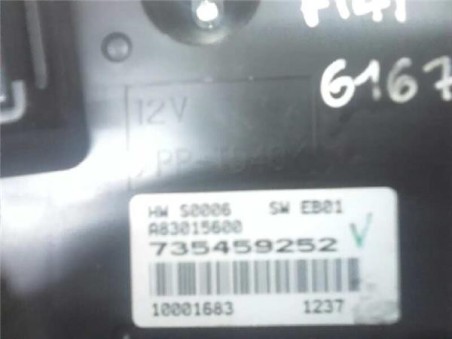 FIAT
6167
12V
HW S0006 SW EB01
A83015600
735459252 V
10001683 1237